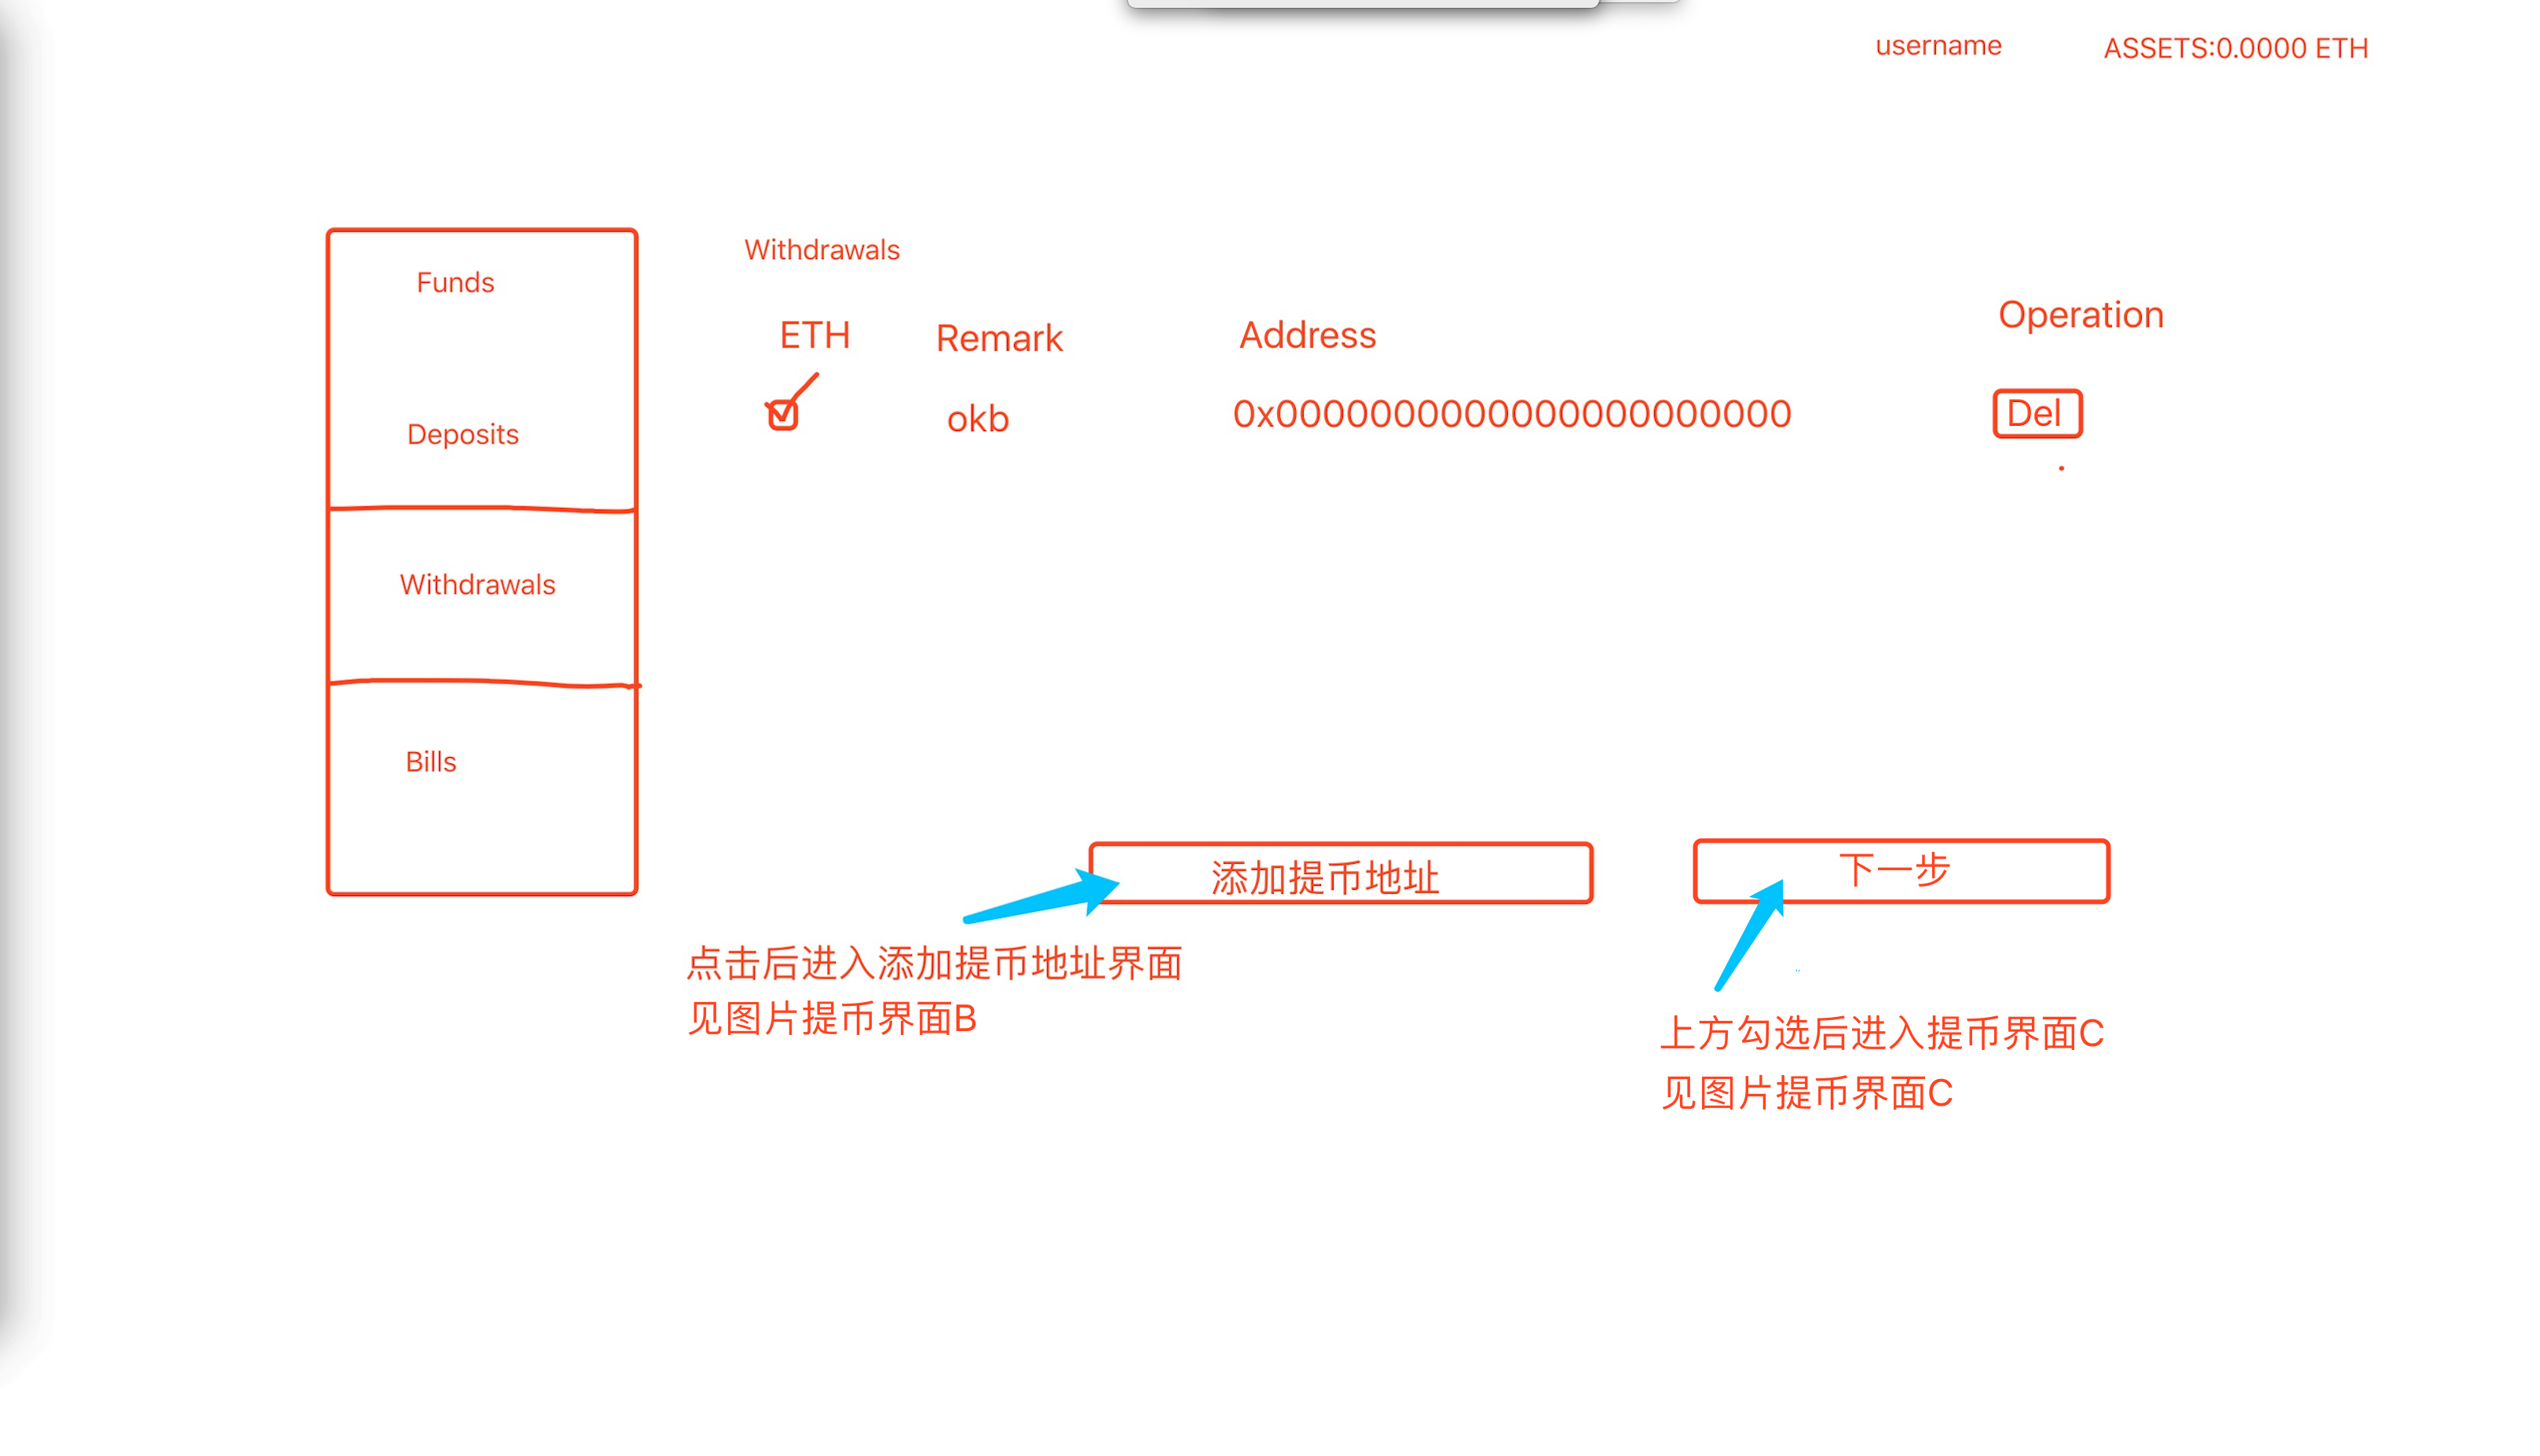 username
ASSETS:0.0000 ETH
Funds
Deposits
Withdrawals
Bills
Withdrawals
ETH
Remark
Address
Operation
okb
0x0000000000000000000000
Del
添加提币地址
下一步
点击后进入添加提币地址界面
见图片提币界面B
上方勾选后进入提币界面C
见图片提币界面C